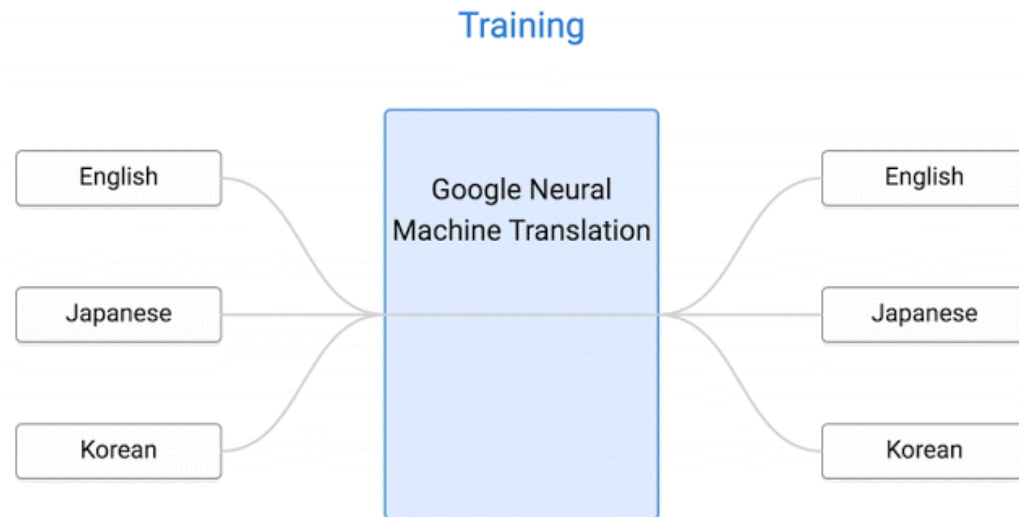 Training
English
Japanese
Korean
Google Neural
Machine Translation
English
Japanese
Korean